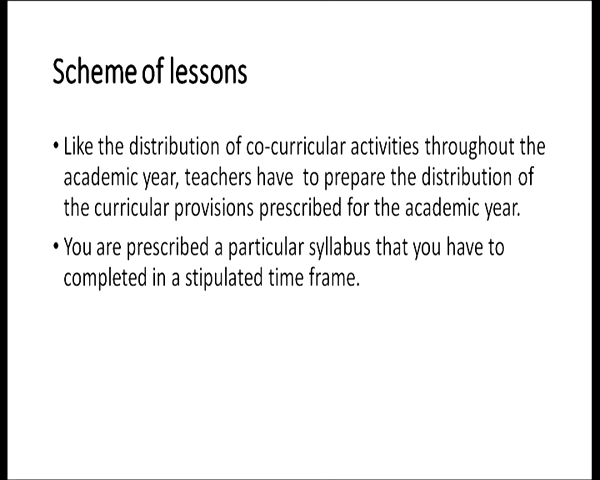 Scheme of lessons
• Like the distribution of co-curricular activities throughout the
academic year, teachers have  to prepare the distribution of
the curricular provisions prescribed for the academic year.
• You are prescribed a particular syllabus that you have to
completed in a stipulated time frame.